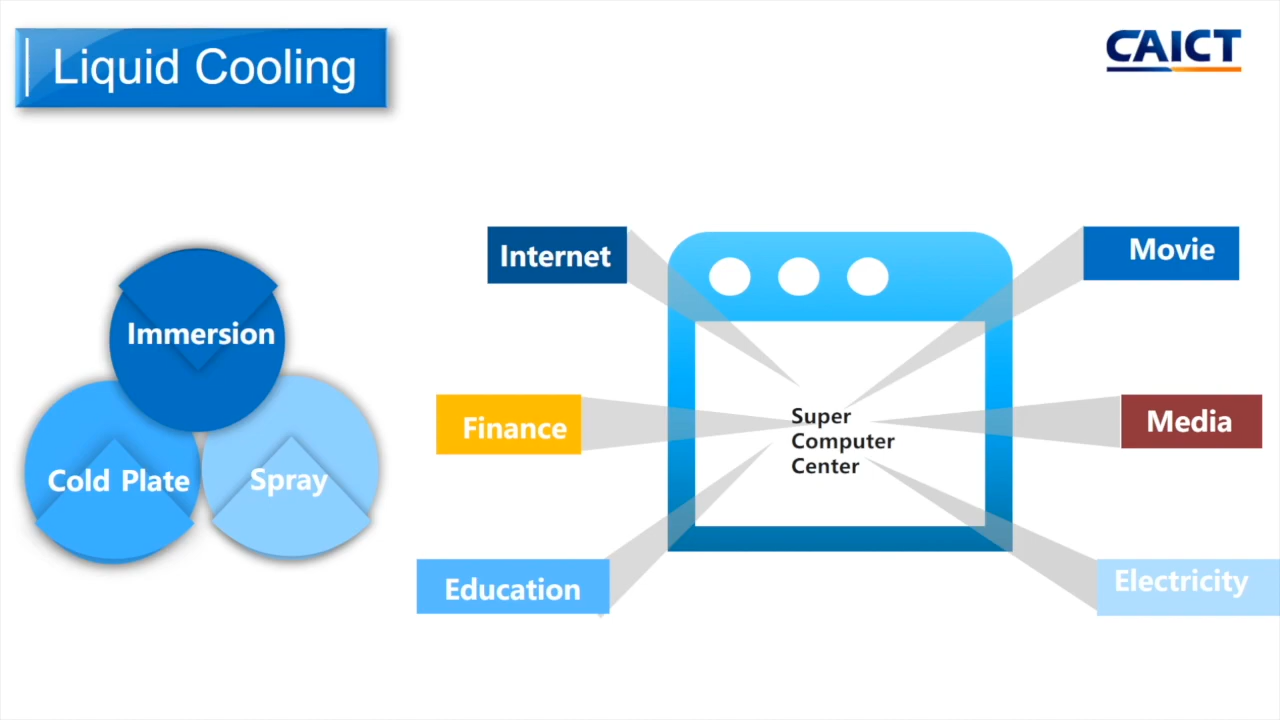 Liquid Cooling
CAICT
Immersion
Cold Plate
Spray
Internet
Finance
Education
Super
Computer
Center
Movie
Media
Electricity